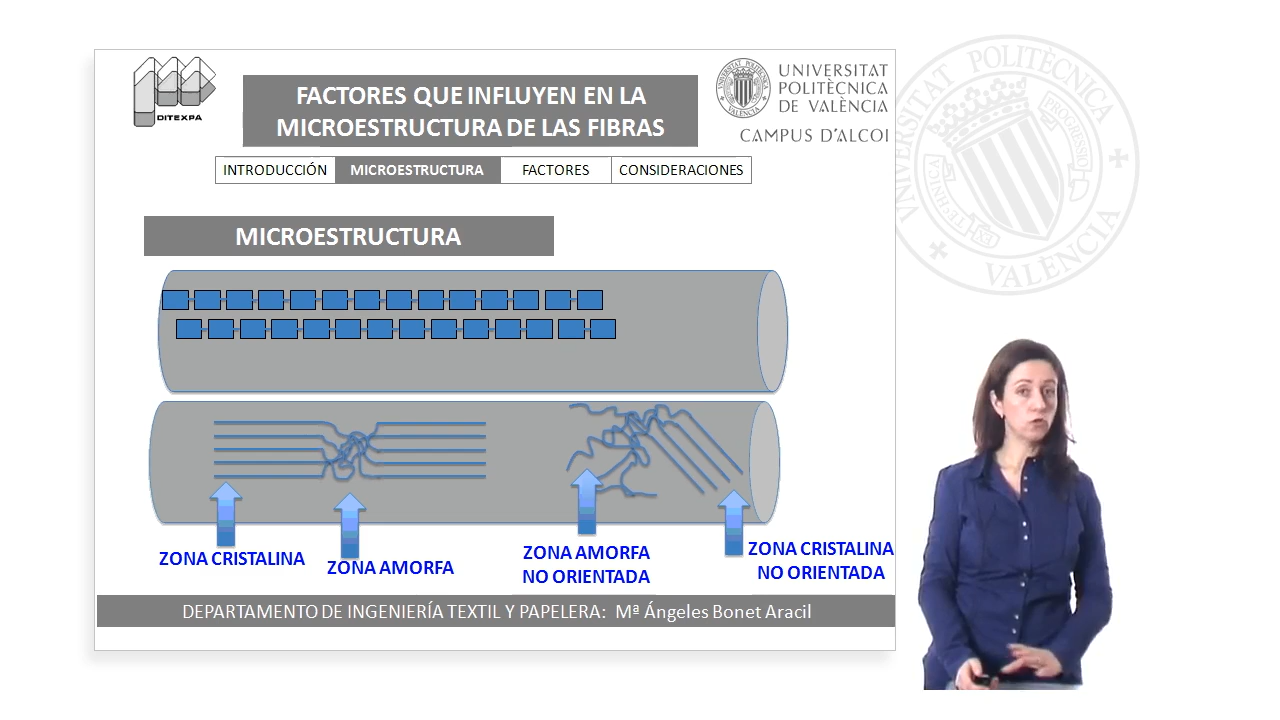 DITEXPA
FACTORES QUE INFLUYEN EN LA
MICROESTRUCTURA DE LAS FIBRAS
UNIVERSITAT
POLITÈCNICA
DE VALÈNCIA
CAMPUS D'ALCOI
UNIVERSITAT POLITÈCNICA
VALÈNCIA
INTRODUCCIÓN
MICROESTRUCTURA
FACTORES
CONSIDERACIONES
MICROESTRUCTURA
ZONA CRISTALINA
ZONA AMORFA
ZONA AMORFA
NO ORIENTADA
ZONA CRISTALINA
NO ORIENTADA
DEPARTAMENTO DE INGENIERÍA TEXTIL Y PAPELERA: Mª Ángeles Bonet Aracil